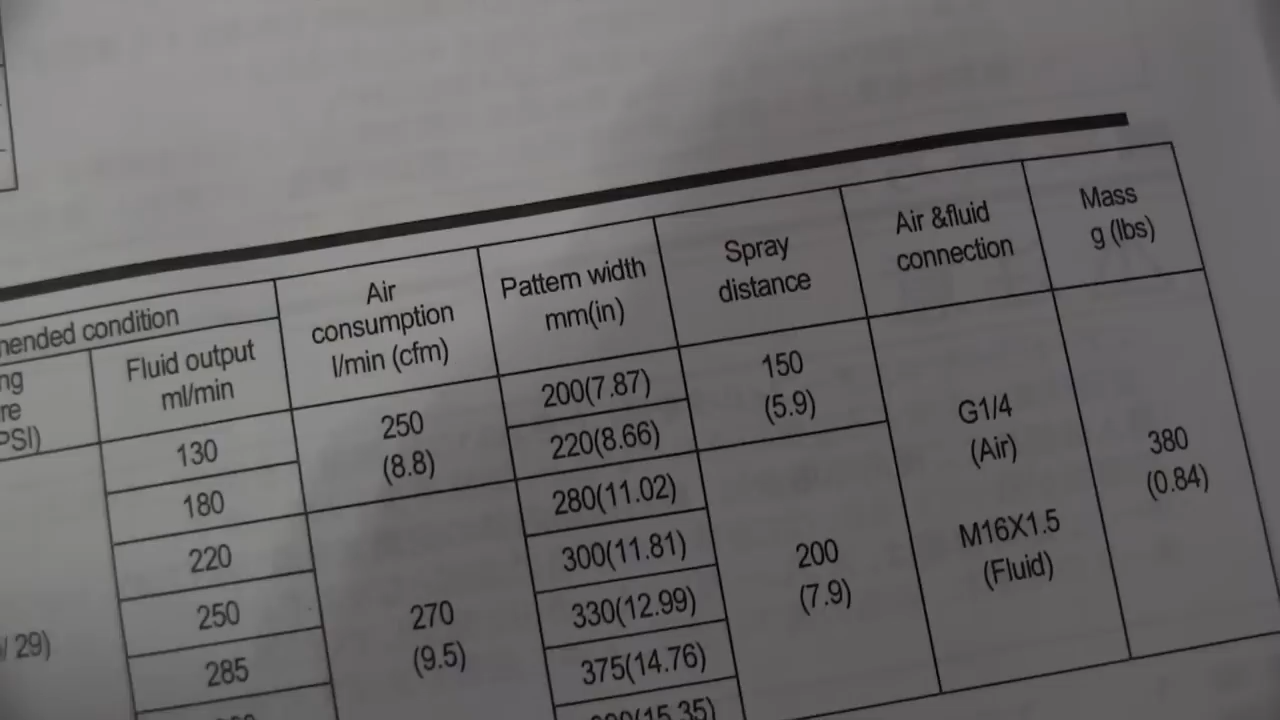 mended condition
Air
consumption
l/min (cfm)
Pattern width
mm(in)
Spray
distance
Air &fluid
connection
Mass
g (lbs)
ng
re
PSI)
Fluid output
ml/min
130
180
220
250
285
250
(8.8)
270
(9.5)
200(7.87)
220(8.66)
280(11.02)
300(11.81)
330(12.99)
375(14.76)
150
(5.9)
200
(7.9)
G1/4
(Air)
M16X1.5
(Fluid)
380
(0.84)
/ 29)